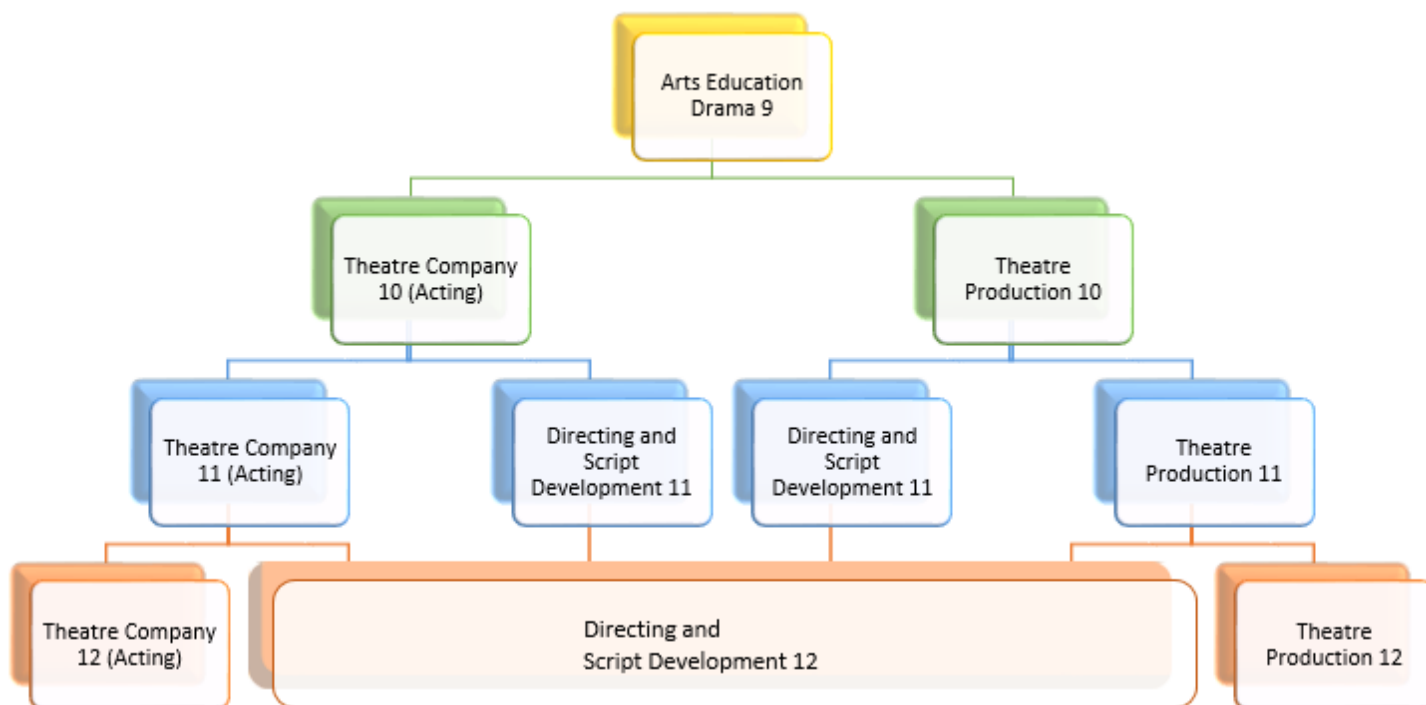 Arts Education
Drama 9
Theatre Company
10 (Acting)
Theatre
Production 10
Theatre Company
11 (Acting)
Directing and
Script
Development 11
Directing and
Script
Development 11
Theatre
Production 11
Theatre Company
12 (Acting)
Directing and
Script Development 12
Theatre
Production 12